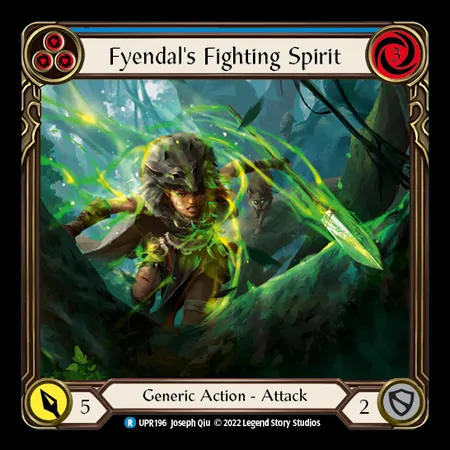 Fyendal's Fighting Spirit
3
5
Generic Action - Attack
2
R UPR196 Joseph Qiu © 2022 Legend Story Studios